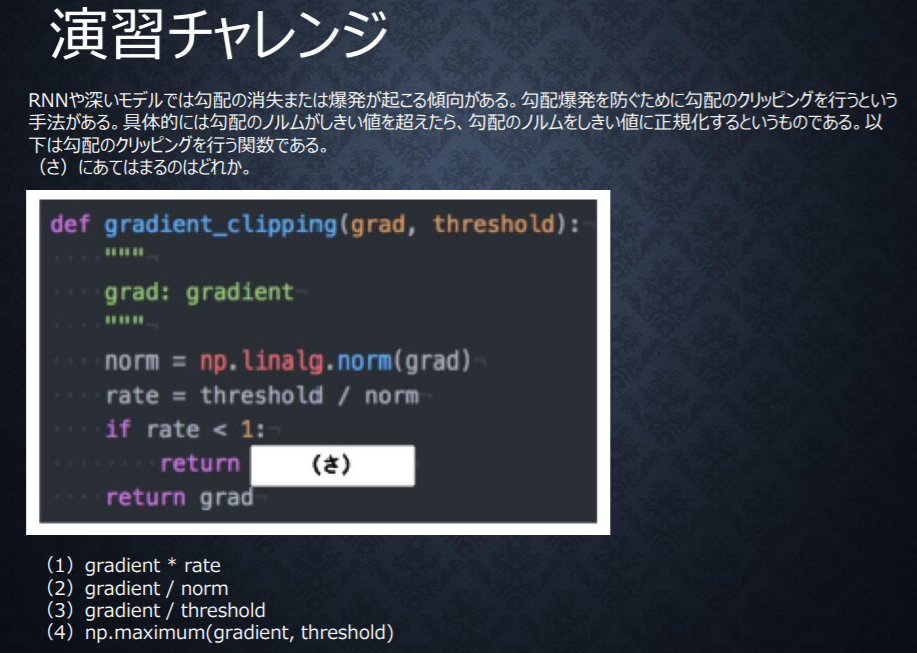 演習チャレンジ
RNNや深いモデルでは勾配の消失または爆発が起こる傾向がある。勾配爆発を防ぐために勾配のクリッピングを行うという
手法がある。具体的には勾配のノルムがしきい値を超えたら、勾配のノルムをしきい値に正規化するというものである。以
下は勾配のクリッピングを行う関数である。
（さ）にあてはまるのはどれか。
def gradient_clipping(grad, threshold):
"""
grad: gradient
"""
norm = np.linalg.norm(grad)
rate = threshold / norm
if rate < 1:
return （さ）
return grad
（1）gradient * rate
（2）gradient / norm
（3）gradient / threshold
（4）np.maximum(gradient, threshold)